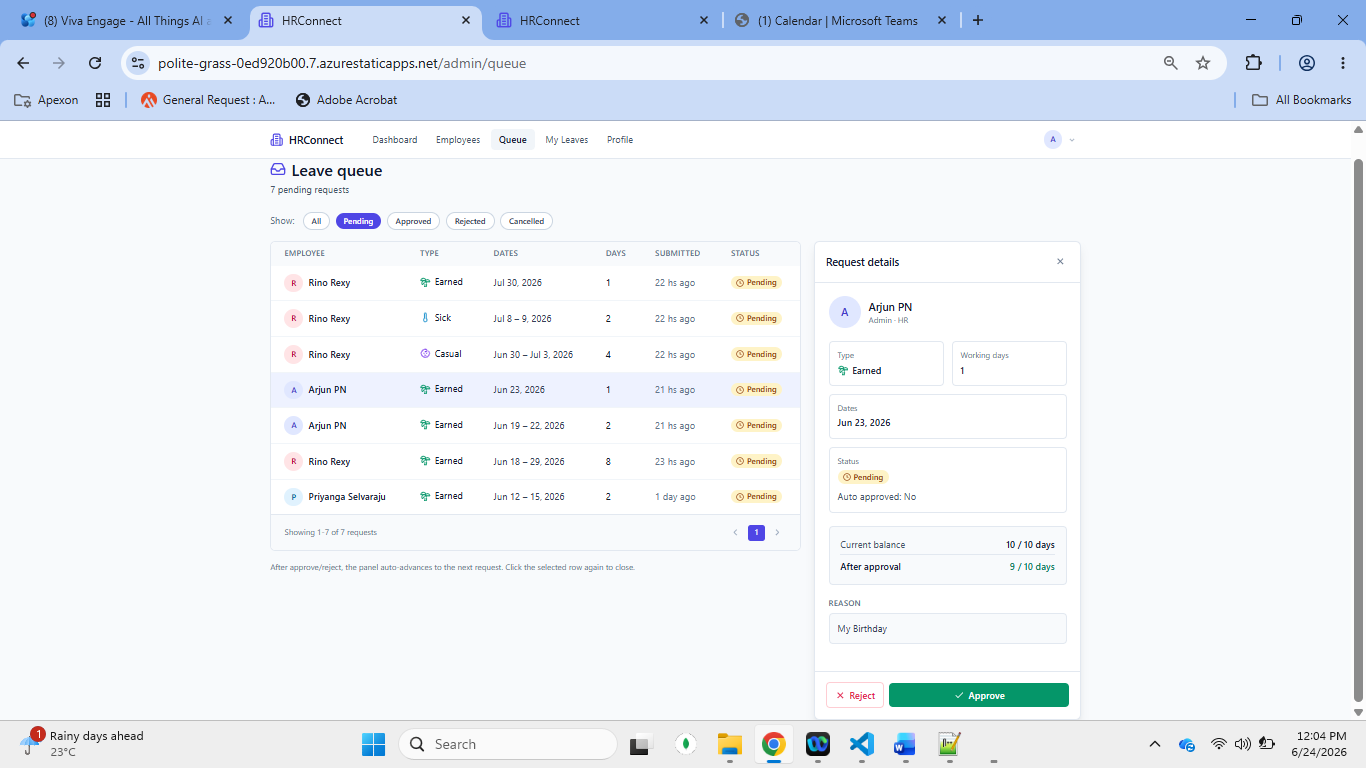 (8) Viva Engage - All Things AI a
HRConnect
HRConnect
(1) Calendar | Microsoft Teams
polite-grass-0ed920b00.7.azurestaticapps.net/admin/queue
Apexon
General Request : A...
Adobe Acrobat
All Bookmarks
HRConnect Dashboard Employees Queue My Leaves Profile A
Leave queue
7 pending requests
Show: All Pending Approved Rejected Cancelled
EMPLOYEE TYPE DATES DAYS SUBMITTED STATUS
R Rino Rexy Earned Jul 30, 2026 1 22 hs ago Pending
R Rino Rexy Sick Jul 8 – 9, 2026 2 22 hs ago Pending
R Rino Rexy Casual Jun 30 – Jul 3, 2026 4 22 hs ago Pending
A Arjun PN Earned Jun 23, 2026 1 21 hs ago Pending
A Arjun PN Earned Jun 19 – 22, 2026 2 21 hs ago Pending
R Rino Rexy Earned Jun 18 – 29, 2026 8 23 hs ago Pending
P Priyanga Selvaraju Earned Jun 12 – 15, 2026 2 1 day ago Pending
Showing 1-7 of 7 requests 1
After approve/reject, the panel auto-advances to the next request. Click the selected row again to close.
Request details
A Arjun PN
Admin · HR
Type
Earned
Working days
1
Dates
Jun 23, 2026
Status
Pending
Auto approved: No
Current balance 10 / 10 days
After approval 9 / 10 days
REASON
My Birthday
Reject Approve
1
Rainy days ahead
23°C
Search
12:04 PM
6/24/2026